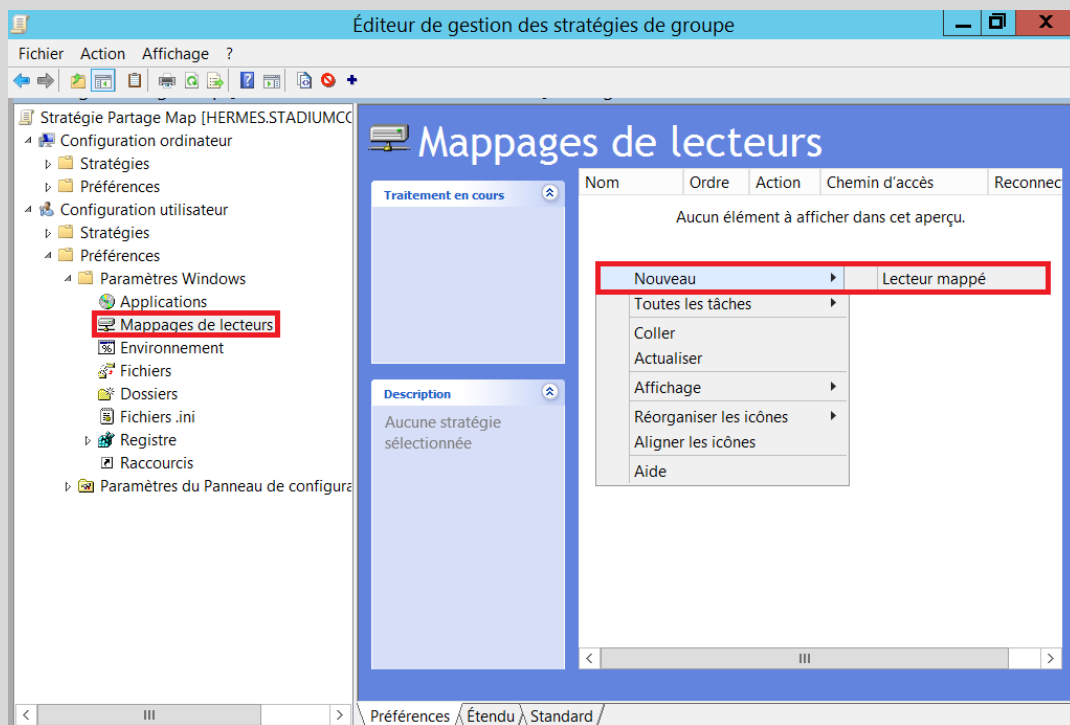 Éditeur de gestion des stratégies de groupe
Fichier Action Affichage ?
Stratégie Partage Map [HERMES.STADIUMCO
Configuration ordinateur
Stratégies
Préférences
Configuration utilisateur
Stratégies
Préférences
Paramètres Windows
Applications
Mappages de lecteurs
Environnement
Fichiers
Dossiers
Fichiers .ini
Registre
Raccourcis
Paramètres du Panneau de configura
Mappages de lecteurs
Traitement en cours
Description
Aucune stratégie
sélectionnée
Nom Ordre Action Chemin d'accès Reconnec
Aucun élément à afficher dans cet aperçu.
Nouveau
Lecteur mappé
Toutes les tâches
Coller
Actualiser
Affichage
Réorganiser les icônes
Aligner les icônes
Aide
Préférences Étendu Standard